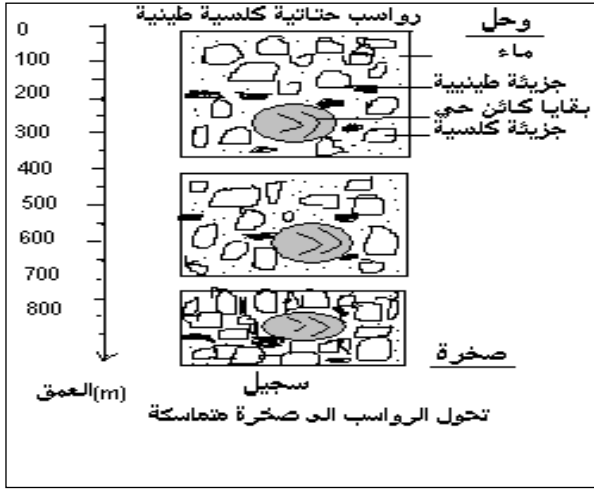 رواسب حتاتية كلسية طينية
وحل
ماء
جزيئة طينيية
بقايا كائن حي
جزيئة كلسية
0
100
200
300
400
500
600
700
800
صخرة
العمق(m)
سجيل
تحول الرواسب الى صخرة متماسكة